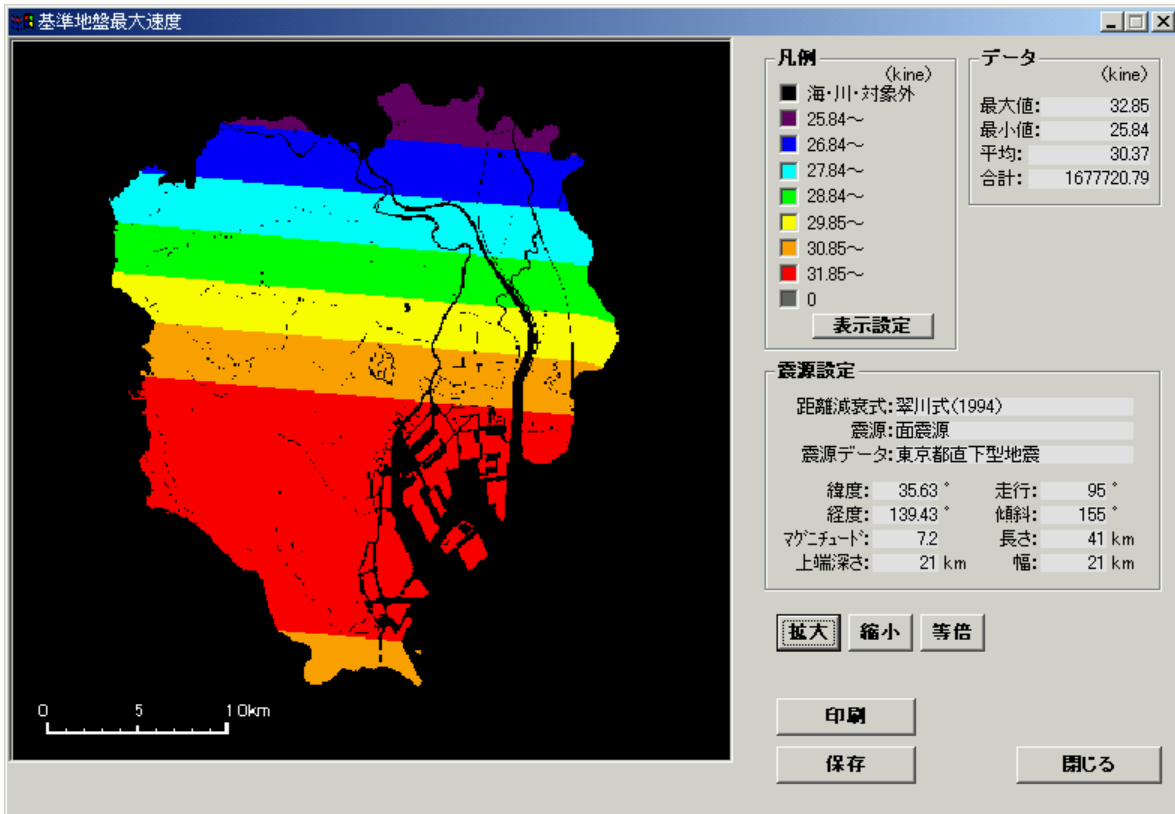 基準地盤最大速度
凡例
(kine)
海・川・対象外
25.84～
26.84～
27.84～
28.84～
29.85～
30.85～
31.85～
0
表示設定
データ
(kine)
最大値: 32.85
最小値: 25.84
平均: 30.37
合計: 1677720.79
震源設定
距離減衰式: 翠川式(1994)
震源: 面震源
震源データ: 東京都直下型地震
緯度: 35.63 ° 走行: 95 °
経度: 139.43 ° 傾斜: 155 °
マグニチュード: 7.2 長さ: 41 km
上端深さ: 21 km 幅: 21 km
拡大 縮小 等倍
0 5 10km
印刷
保存 閉じる